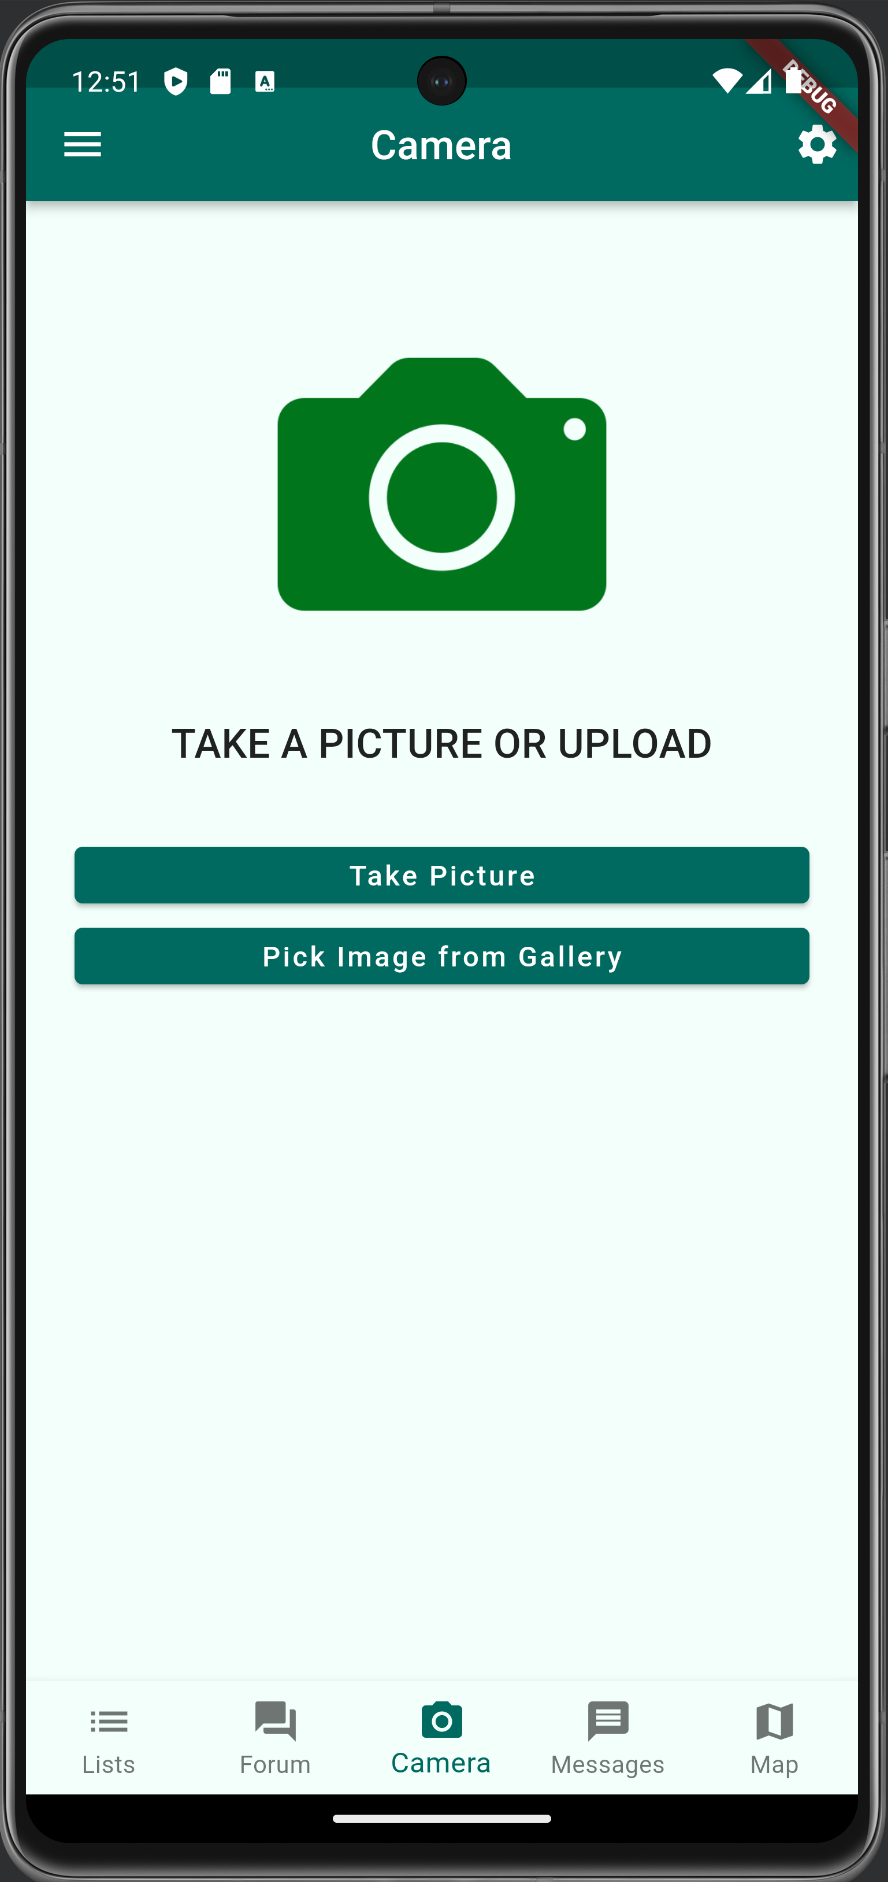 12:51
A
DEBUG
Camera
TAKE A PICTURE OR UPLOAD
Take Picture
Pick Image from Gallery
Lists
Forum
Camera
Messages
Map